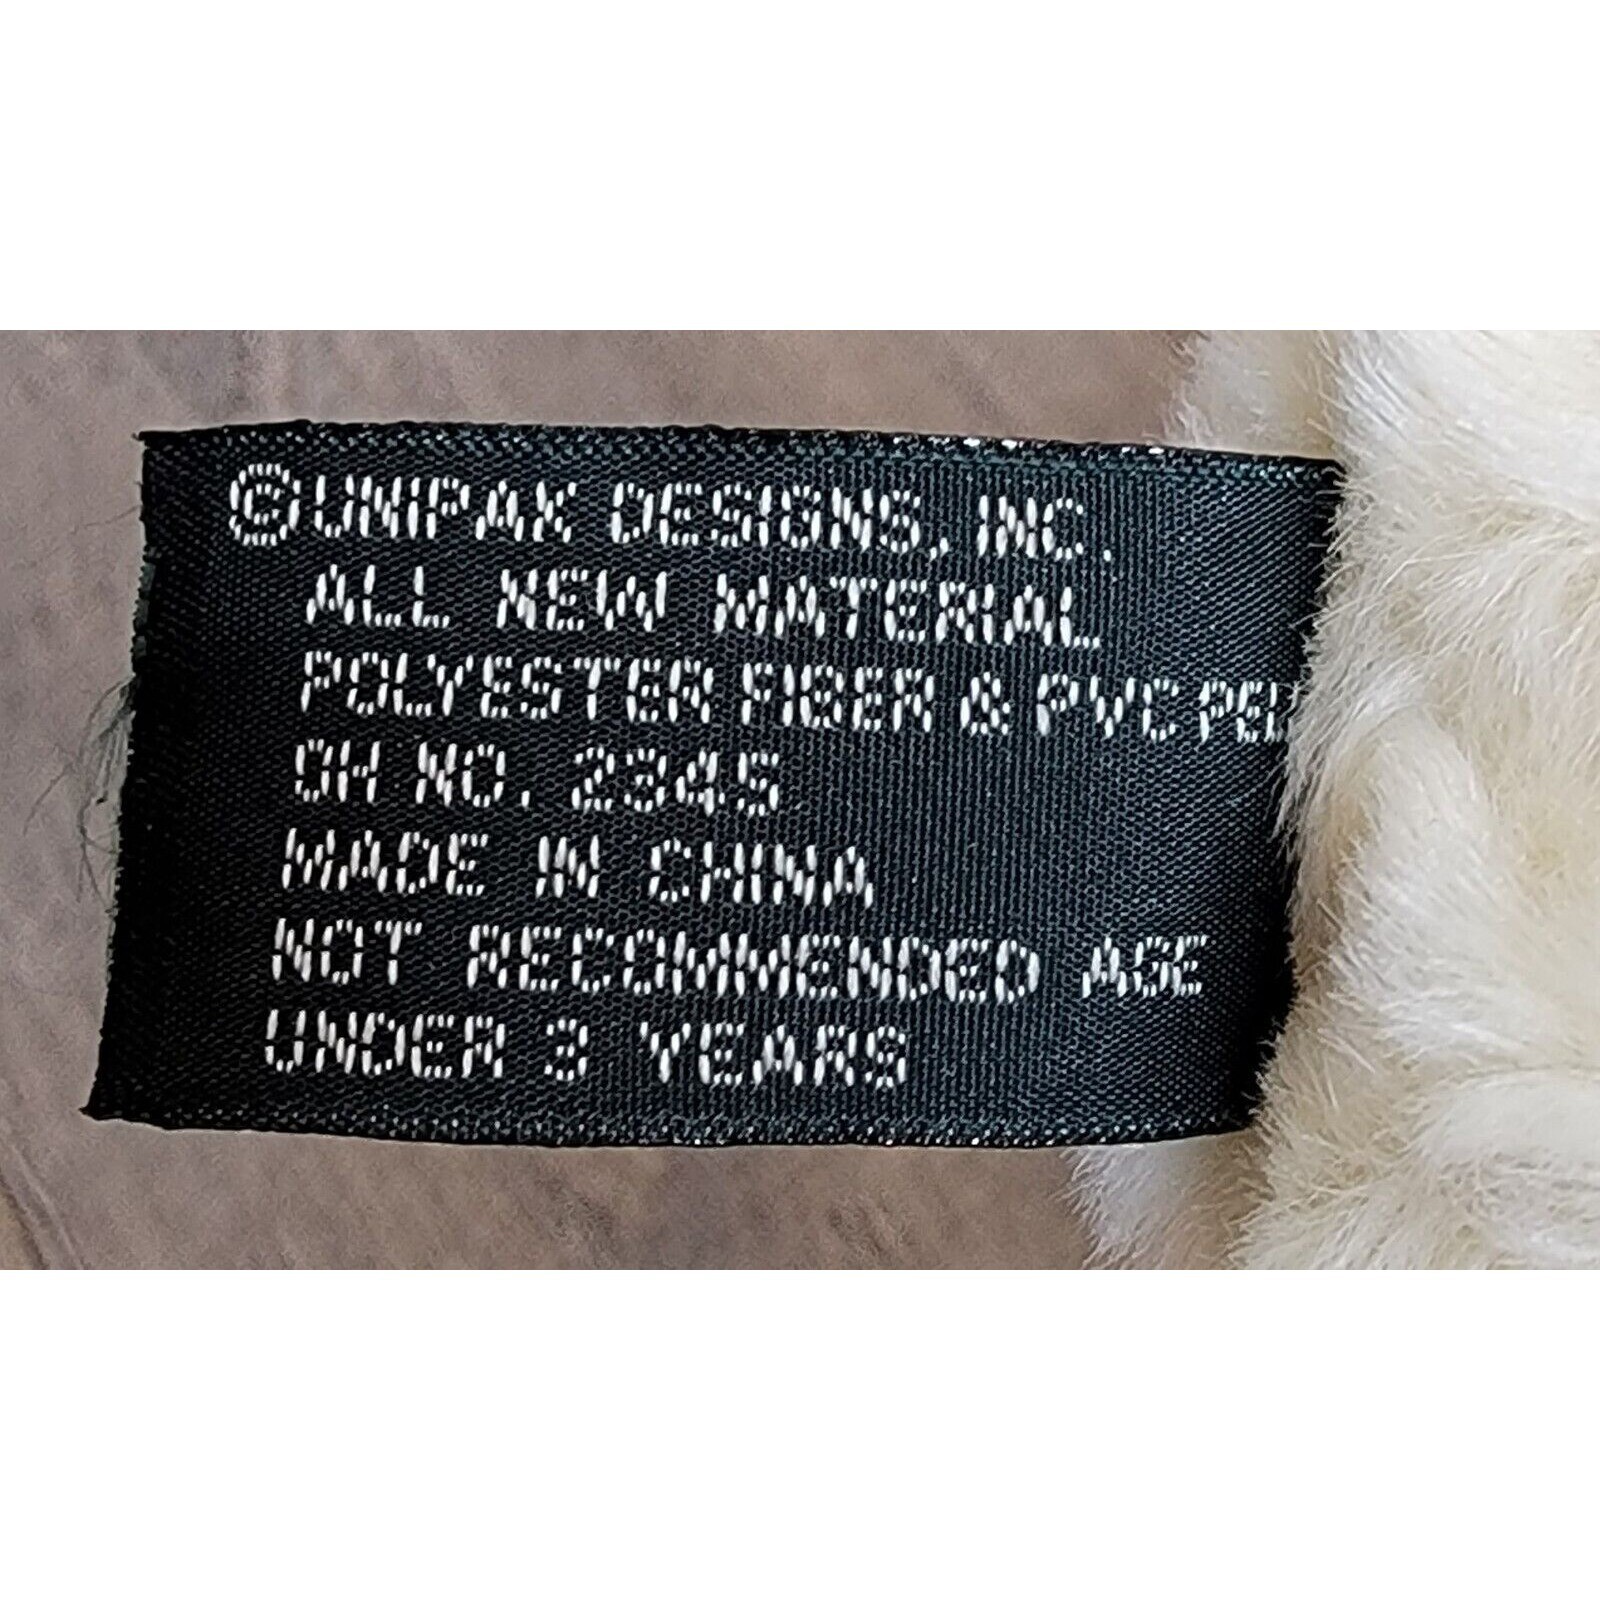 ©UNIPAX DESIGNS, INC.
ALL NEW MATERIAL
POLYESTER FIBER & PVC
OH NO. 2345
MADE IN CHINA
NOT RECOMMENDED AGE
UNDER 3 YEARS